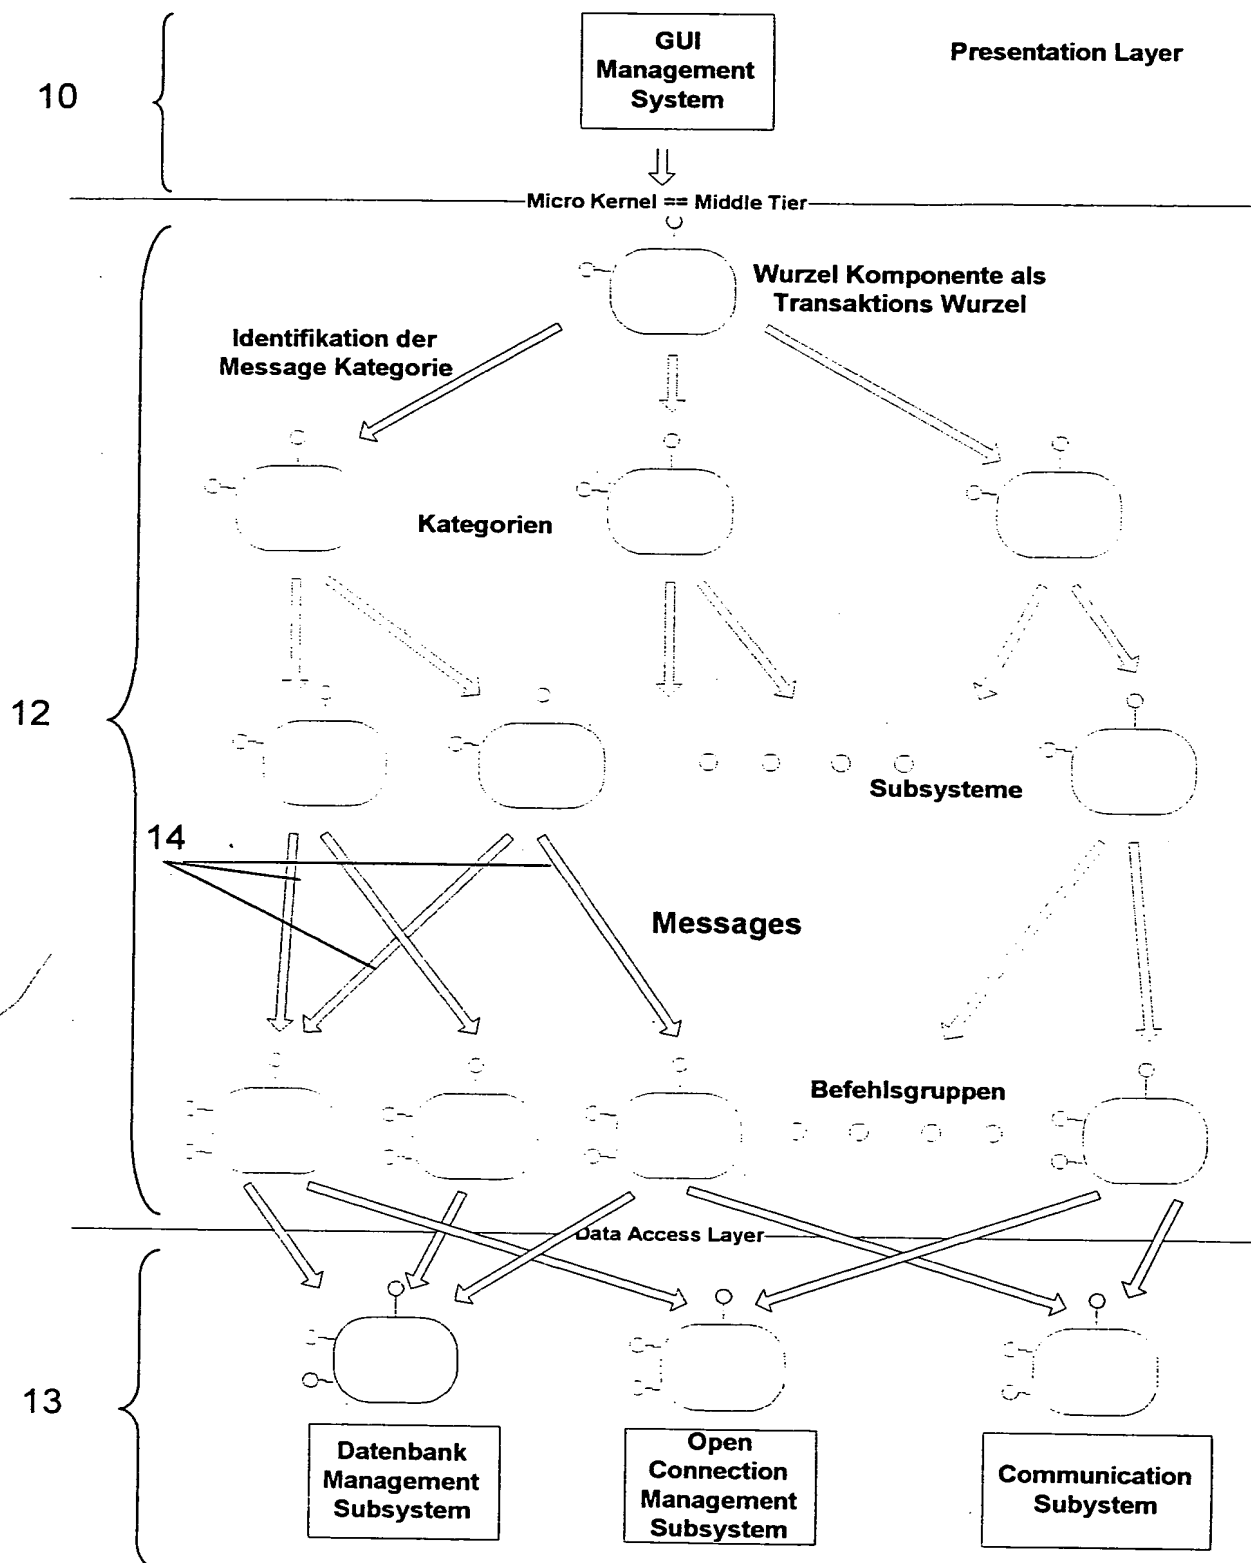 GUI
Management
System
Presentation Layer
10
Micro Kernel == Middle Tier
Wurzel Komponente als
Transaktions Wurzel
Identifikation der
Message Kategorie
Kategorien
12
Subsysteme
14
Messages
Befehlsgruppen
Data Access Layer
13
Datenbank
Management
Subsystem
Open
Connection
Management
Subsystem
Communication
Subystem